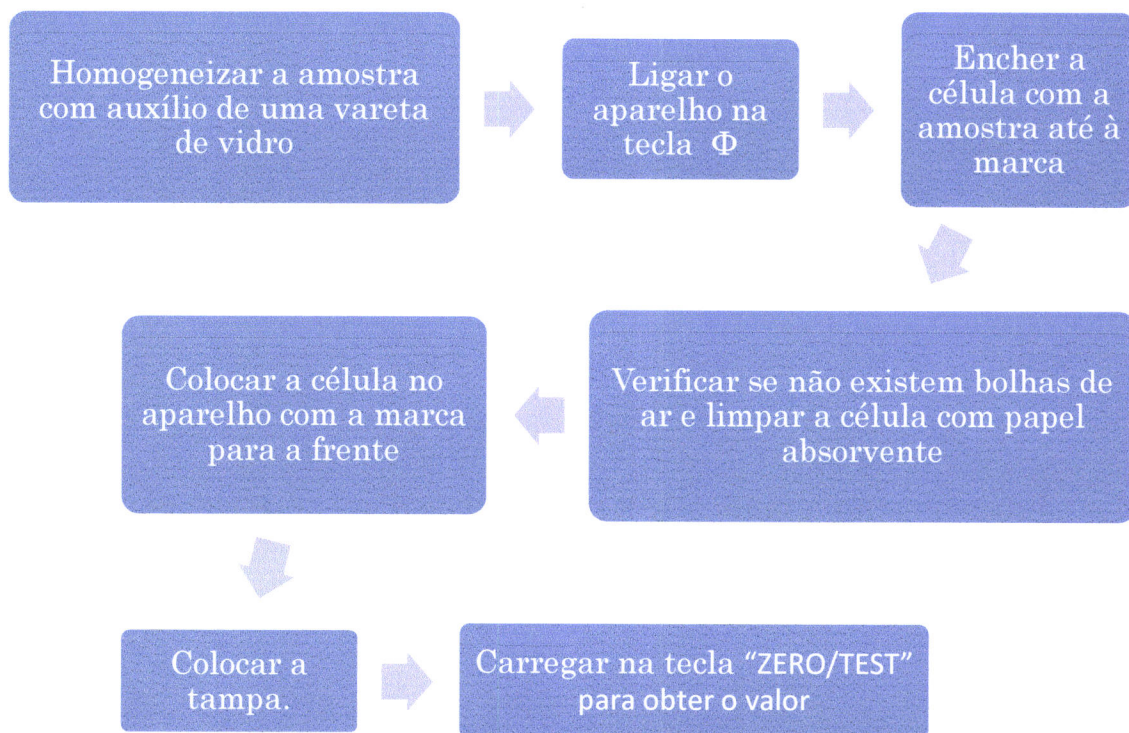 Homogeneizar a amostra
com auxílio de uma vareta
de vidro
Ligar o
aparelho na
tecla Φ
Encher a
célula com a
amostra até à
marca
Verificar se não existem bolhas de
ar e limpar a célula com papel
absorvente
Colocar a célula no
aparelho com a marca
para a frente
Colocar a
tampa.
Carregar na tecla “ZERO/TEST”
para obter o valor